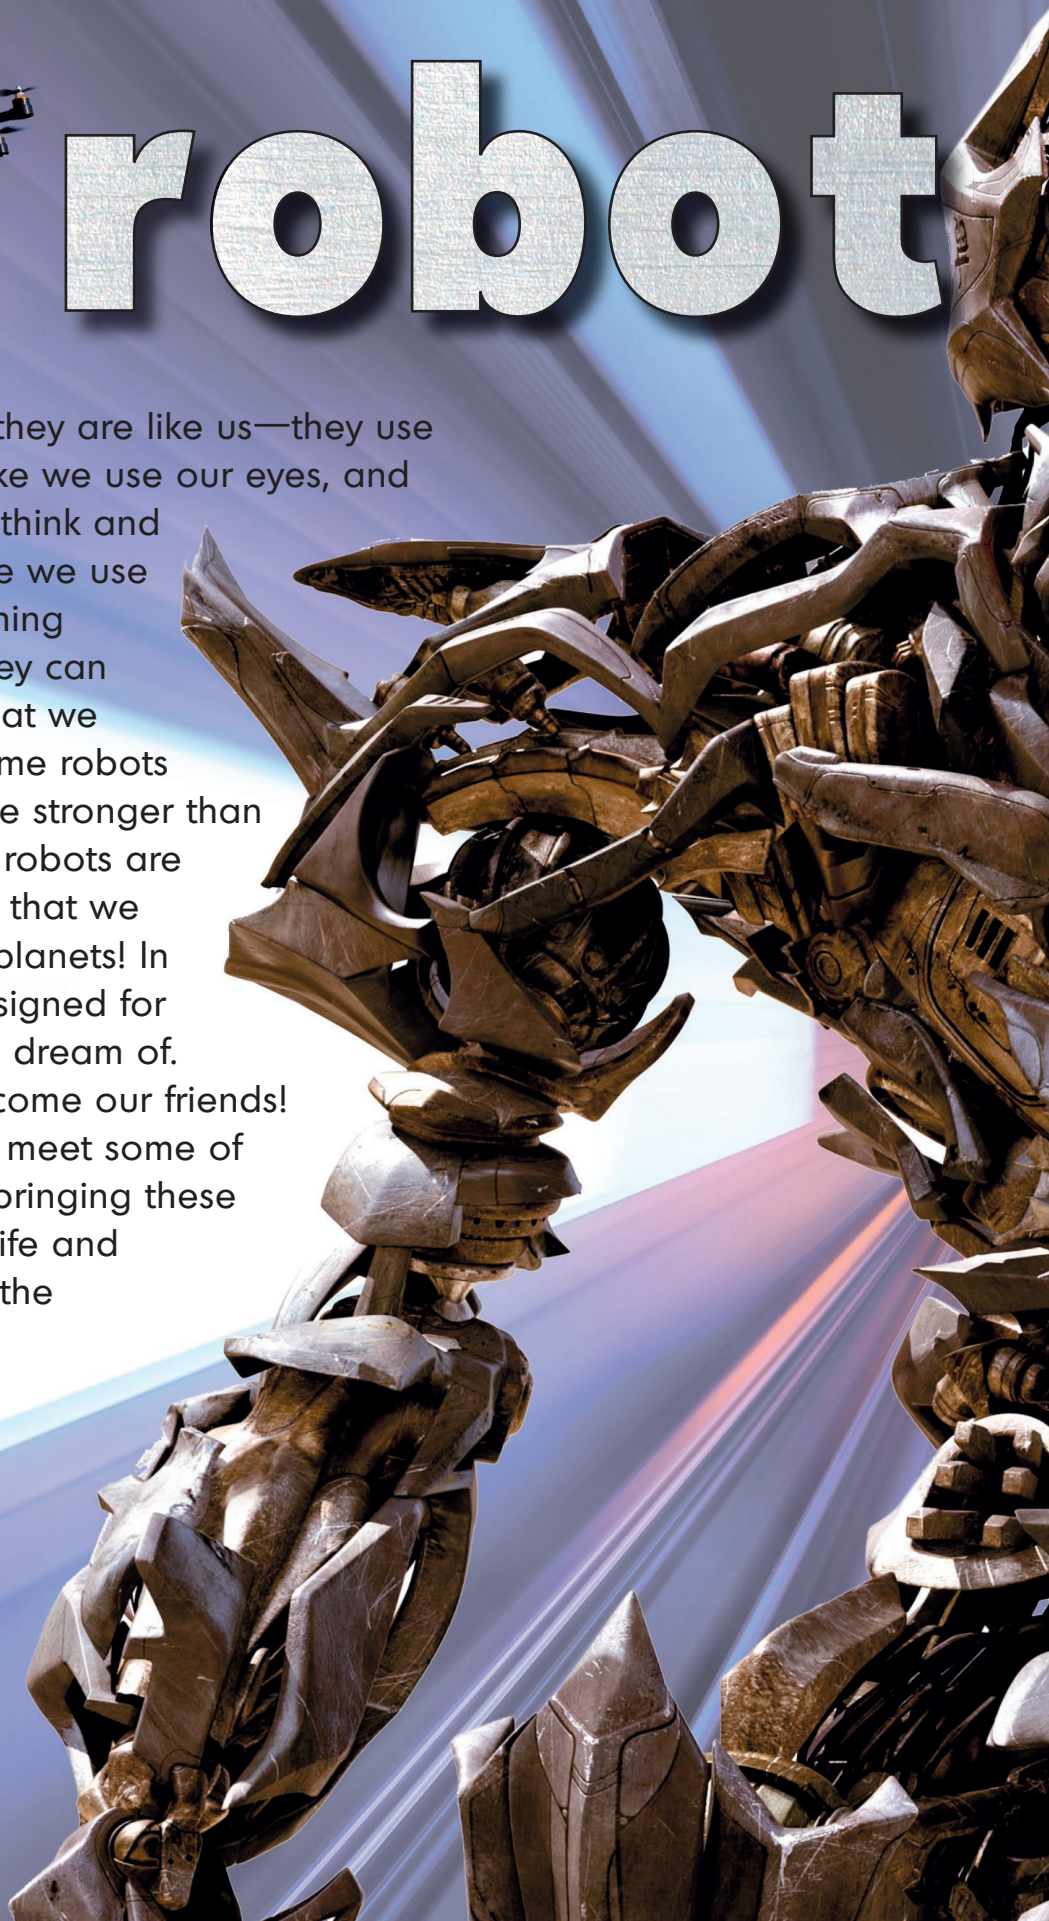 robot
they are like us—they use
ke we use our eyes, and
think and
e we use
ning
ey can
at we
me robots
e stronger than
robots are
that we
planets! In
signed for
dream of.
come our friends!
meet some of
bringing these
ife and
the